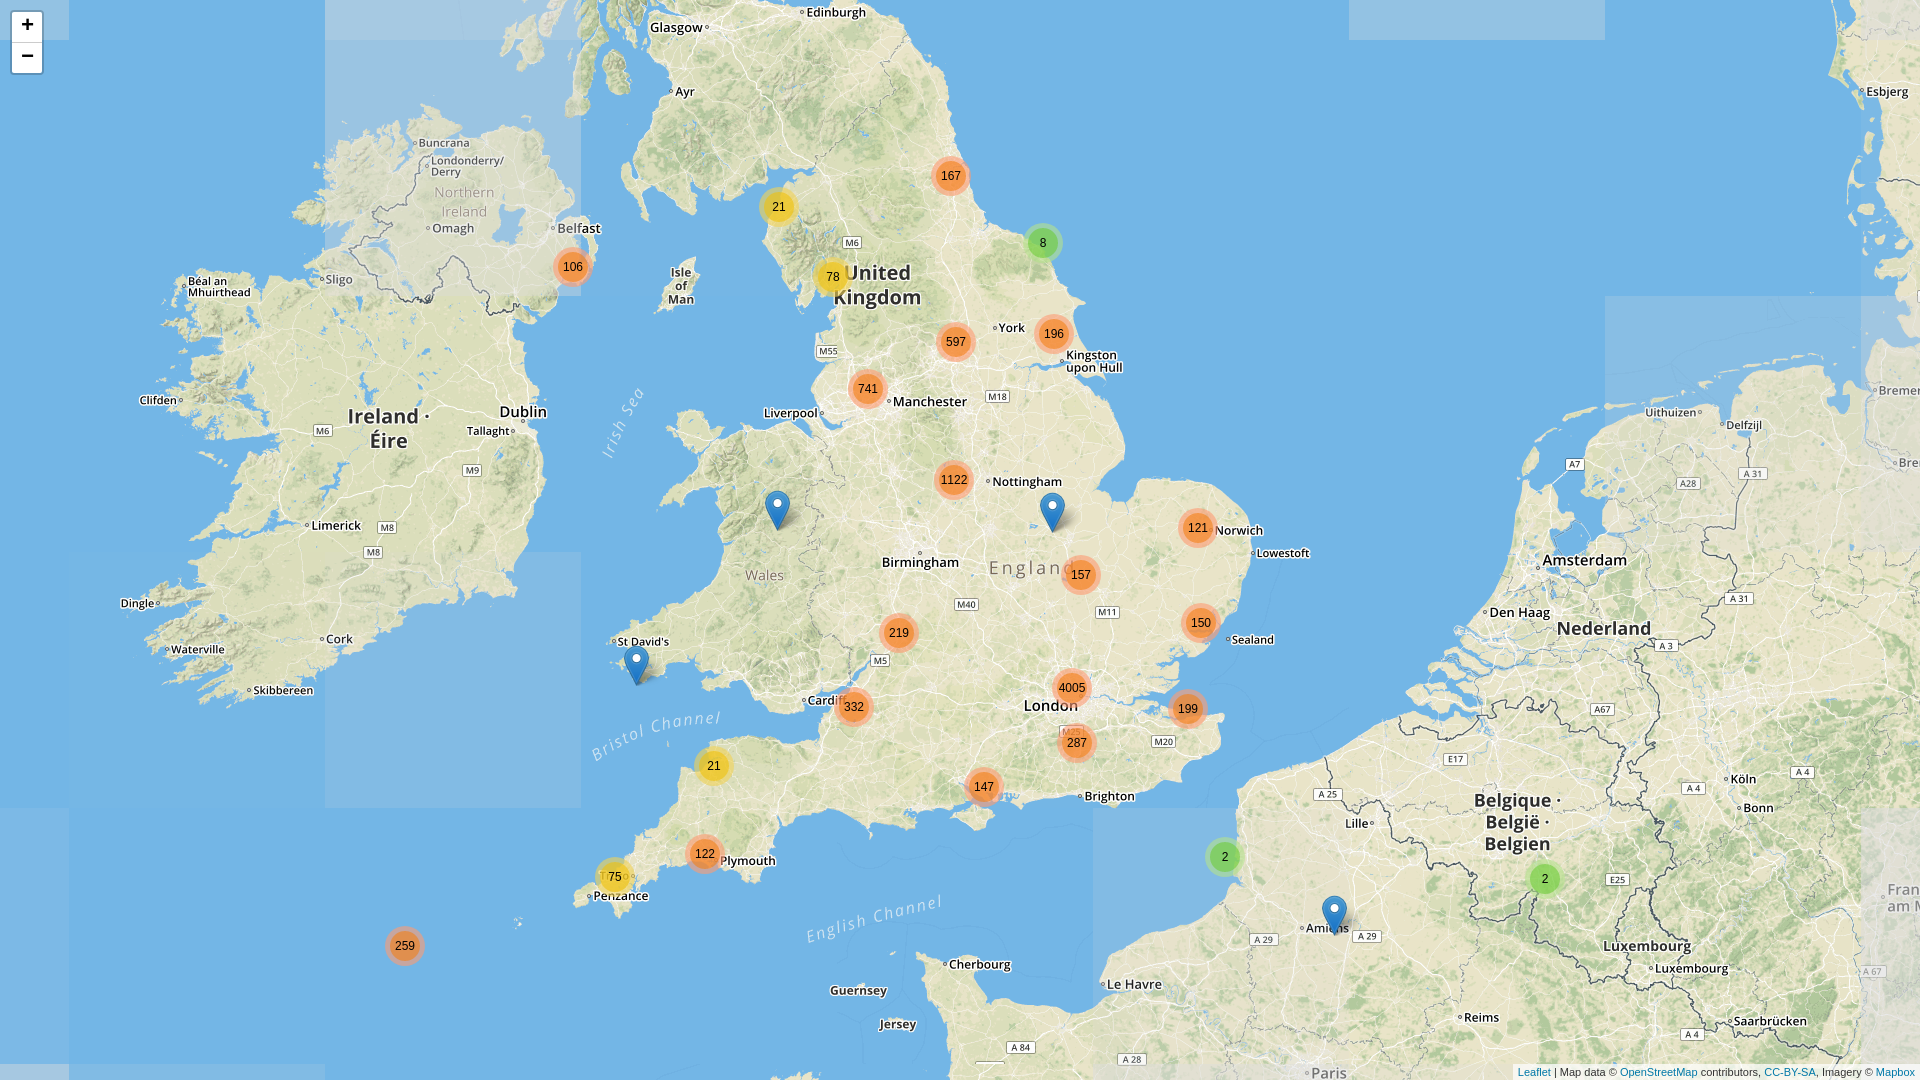 +
−
Edinburgh
Glasgow
Ayr
Esbjerg
Buncrana
Londonderry/
Derry
167
Northern
Ireland
21
Omagh
Belfast
M6
8
106
Isle
of
Man
78
United
Kingdom
Sligo
Béal an
Mhuirthead
York
196
597
M55
Kingston
upon Hull
741
M18
Manchester
Clifden
Liverpool
Dublin
Ireland ·
Éire
M6
Tallaght
Irish Sea
Uithuizen
Delfzijl
A7
A 31
A28
M9
1122
Nottingham
Limerick
M8
M8
121
Norwich
Lowestoft
Birmingham
Wales
England
157
Amsterdam
Dingle
M40
M11
A 31
Den Haag
219
150
Nederland
Cork
St David's
Sealand
Waterville
M5
A 3
Skibbereen
4005
Cardiff
332
London
199
A67
Bristol Channel
M25
287
M20
E17
21
147
Brighton
Köln
A 4
A 4
A 25
Belgique ·
België ·
Belgien
Bonn
Lille
122
Plymouth
2
75
2
E25
Penzance
English Channel
Amiens
A 29
A 29
259
Luxembourg
Luxembourg
Cherbourg
A 67
Le Havre
Guernsey
Jersey
Reims
Saarbrücken
A 84
A 28
A 4
Paris
Leaflet | Map data © OpenStreetMap contributors, CC-BY-SA, Imagery © Mapbox